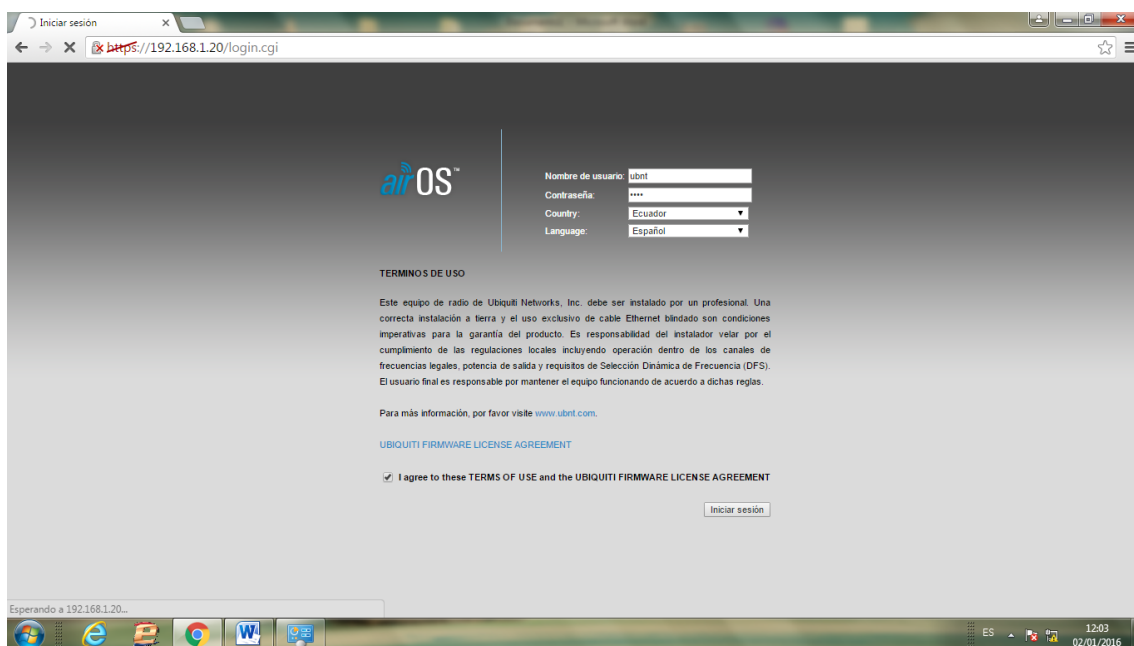 Iniciar sesión
https://192.168.1.20/login.cgi
airOS™
Nombre de usuario: ubnt
Contraseña: ••••
Country: Ecuador
Language: Español
TERMINOS DE USO
Este equipo de radio de Ubiquiti Networks, Inc. debe ser instalado por un profesional. Una
correcta instalación a tierra y el uso exclusivo de cable Ethernet blindado son condiciones
imperativas para la garantía del producto. Es responsabilidad del instalador velar por el
cumplimiento de las regulaciones locales incluyendo operación dentro de los canales de
frecuencias legales, potencia de salida y requisitos de Selección Dinámica de Frecuencia (DFS).
El usuario final es responsable por mantener el equipo funcionando de acuerdo a dichas reglas.
Para más información, por favor visite www.ubnt.com.
UBIQUITI FIRMWARE LICENSE AGREEMENT
I agree to these TERMS OF USE and the UBIQUITI FIRMWARE LICENSE AGREEMENT
Iniciar sesión
Esperando a 192.168.1.20...
ES
12:03
02/01/2016